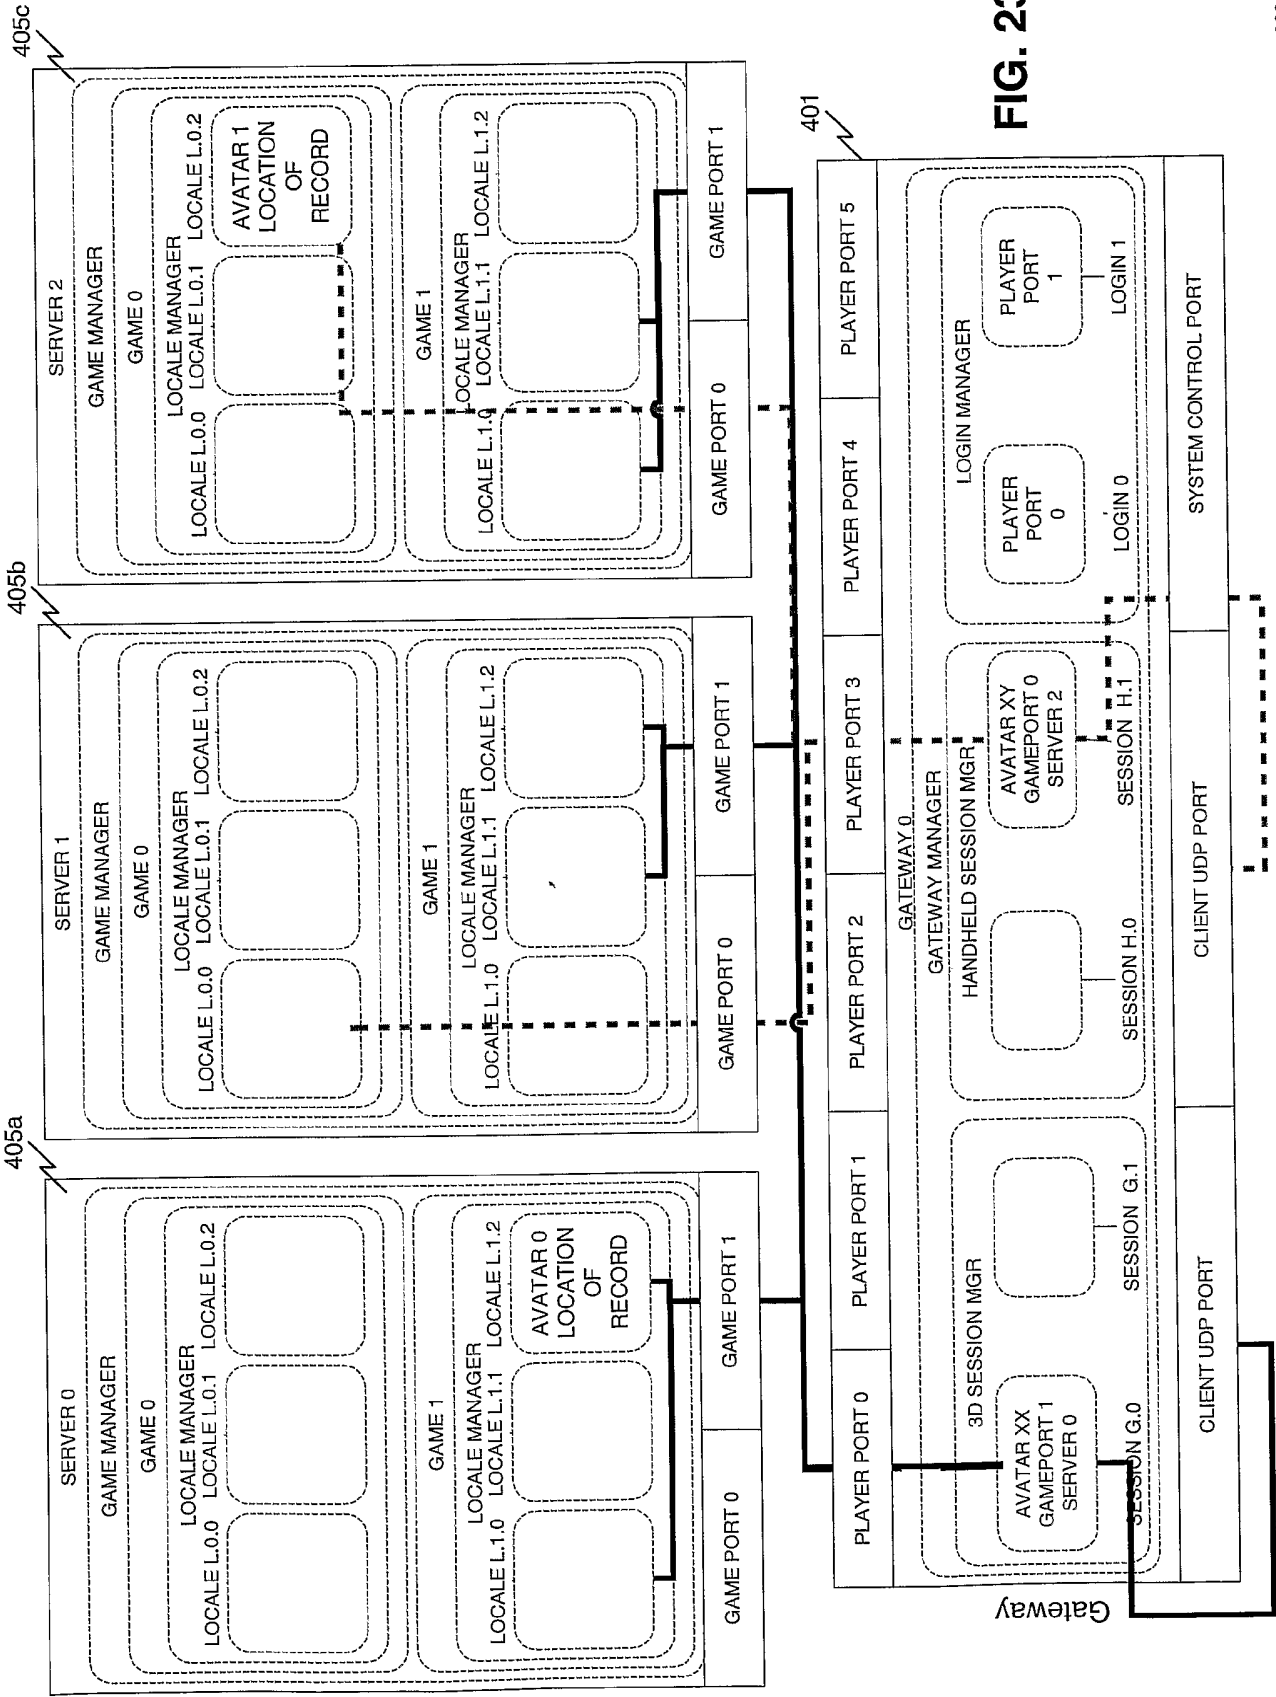 405a
SERVER 0
GAME MANAGER
GAME 0
LOCALE MANAGER
LOCALE L.0.0 LOCALE L.0.1 LOCALE L.0.2
GAME 1
LOCALE MANAGER
LOCALE L.1.0 LOCALE L.1.1 LOCALE L.1.2
AVATAR 0
LOCATION
OF
RECORD
GAME PORT 0
GAME PORT 1
405b
SERVER 1
GAME MANAGER
GAME 0
LOCALE MANAGER
LOCALE L.0.0 LOCALE L.0.1 LOCALE L.0.2
GAME 1
LOCALE MANAGER
LOCALE L.1.0 LOCALE L.1.1 LOCALE L.1.2
GAME PORT 0
GAME PORT 1
405c
SERVER 2
GAME MANAGER
GAME 0
LOCALE MANAGER
LOCALE L.0.0 LOCALE L.0.1 LOCALE L.0.2
AVATAR 1
LOCATION
OF
RECORD
GAME 1
LOCALE MANAGER
LOCALE L.1.0 LOCALE L.1.1 LOCALE L.1.2
GAME PORT 0
GAME PORT 1
401
PLAYER PORT 0
PLAYER PORT 1
PLAYER PORT 2
PLAYER PORT 3
PLAYER PORT 4
PLAYER PORT 5
GATEWAY 0
GATEWAY MANAGER
3D SESSION MGR
AVATAR XX
GAMEPORT 1
SERVER 0
SESSION G.0
SESSION G.1
HANDHELD SESSION MGR
SESSION H.0
AVATAR XY
GAMEPORT 0
SERVER 2
SESSION H.1
LOGIN MANAGER
PLAYER
PORT
0
LOGIN 0
PLAYER
PORT
1
LOGIN 1
CLIENT UDP PORT
CLIENT UDP PORT
SYSTEM CONTROL PORT
Gateway
FIG. 23